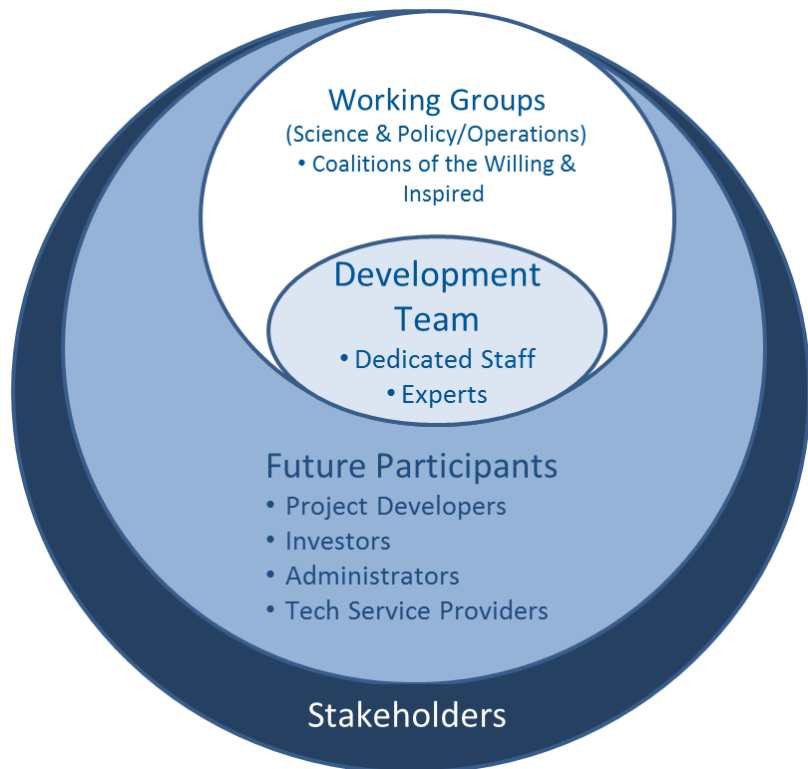 Working Groups
(Science & Policy/Operations)
• Coalitions of the Willing &
Inspired
Development
Team
• Dedicated Staff
• Experts
Future Participants
• Project Developers
• Investors
• Administrators
• Tech Service Providers
Stakeholders